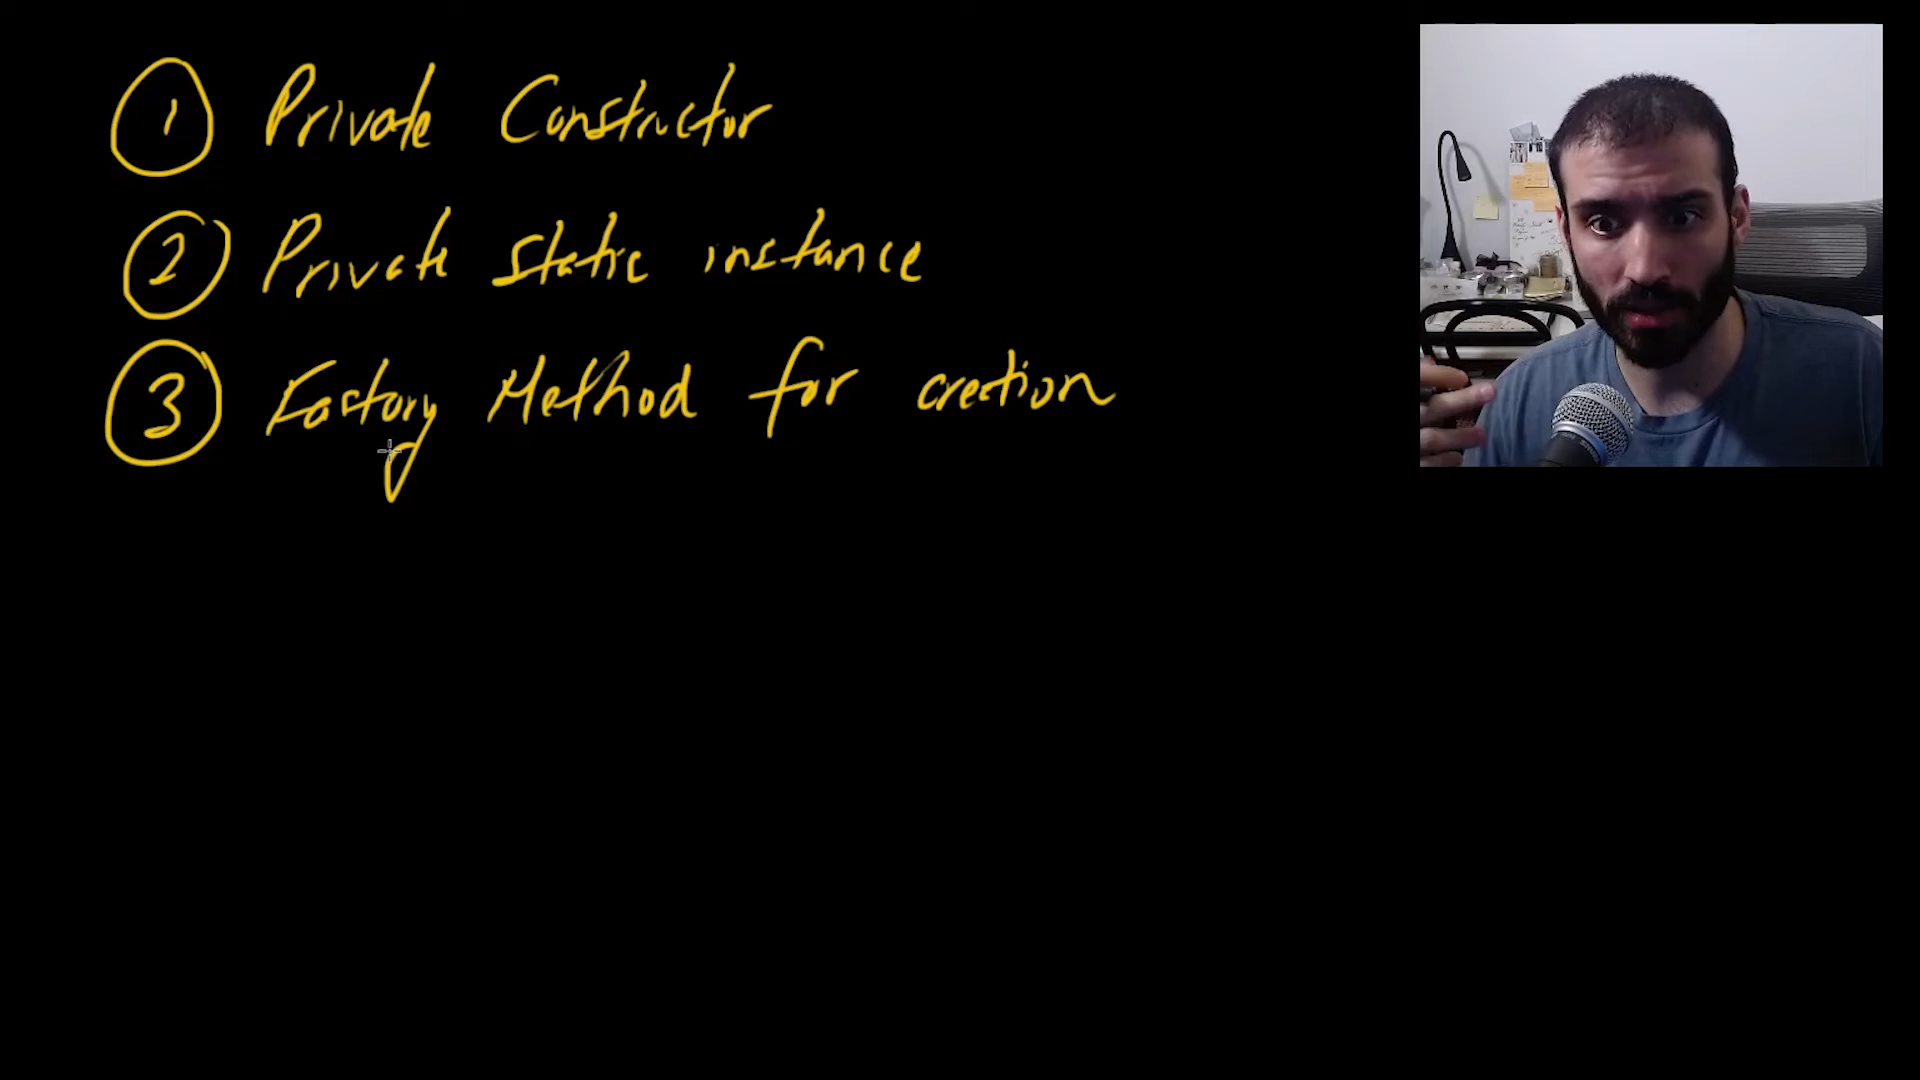 1 Private Constructor
2 Private static instance
3 Factory Method for creation